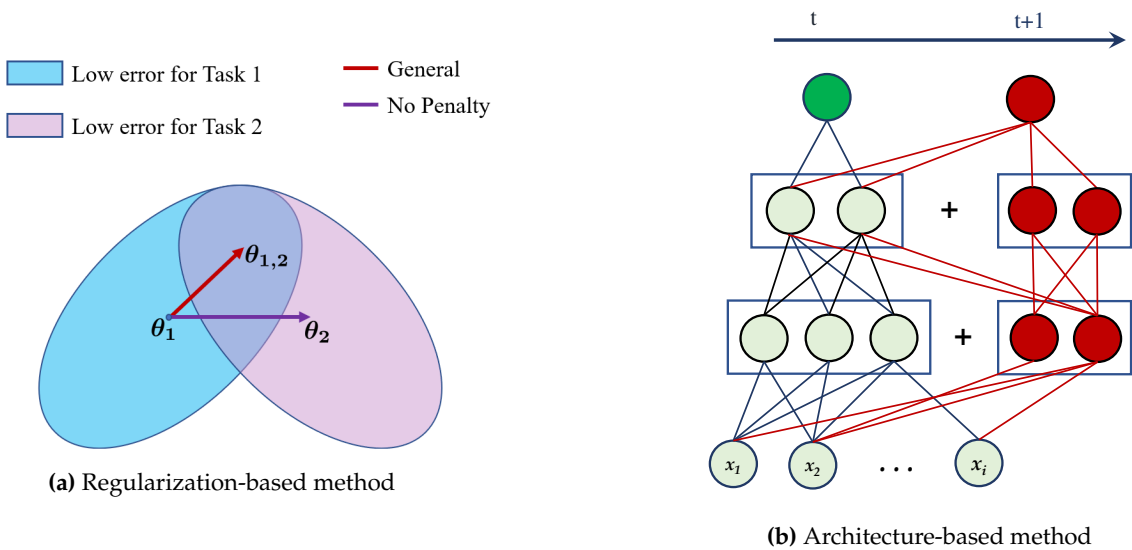 Low error for Task 1
Low error for Task 2
General
No Penalty
θ1,2
θ1
θ2
(a) Regularization-based method
t
t+1
+
+
x1
x2
...
xi
(b) Architecture-based method